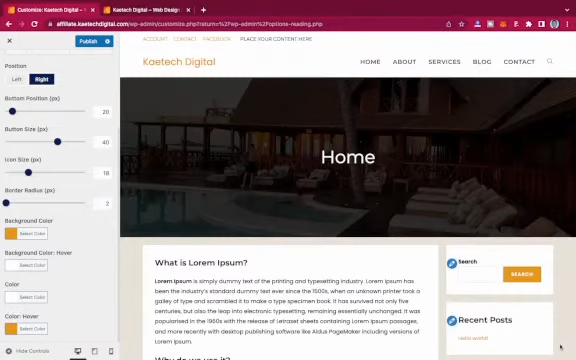 Customize: Kaetech Digital –
Kaetech Digital – Web Design
affiliate.kaetechdigital.com/wp-admin/customize.php?return=%2Fwp-admin%2Foptions-reading.php
Publish
ACCOUNT CONTACT FACEBOOK PLACE YOUR CONTENT HERE
Kaetech Digital
HOME ABOUT SERVICES BLOG CONTACT
Position
Left Right
Bottom Position (px)
20
Button Size (px)
40
Icon Size (px)
18
Border Radius (px)
2
Background Color
Select Color
Background Color: Hover
Select Color
Color
Select Color
Color: Hover
Select Color
Hide Controls
Home
What is Lorem Ipsum?
Lorem Ipsum is simply dummy text of the printing and typesetting industry. Lorem Ipsum has
been the industry's standard dummy text ever since the 1500s, when an unknown printer took a
galley of type and scrambled it to make a type specimen book. It has survived not only five
centuries, but also the leap into electronic typesetting, remaining essentially unchanged. It was
popularised in the 1960s with the release of Letraset sheets containing Lorem Ipsum passages,
and more recently with desktop publishing software like Aldus PageMaker including versions of
Lorem Ipsum.
Why do we use it?
Search
SEARCH
Recent Posts
Hello world!